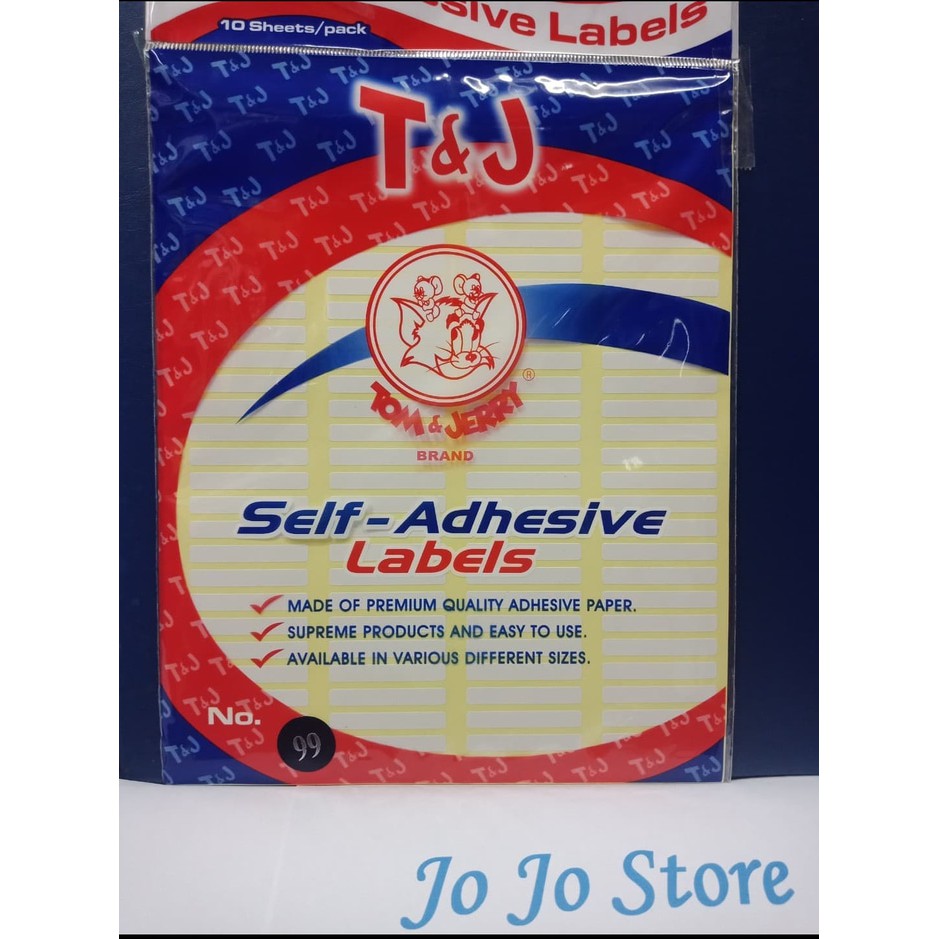 10 Sheets/pack
sive Labels
T&J
TOM & JERRY ®
BRAND
Self-Adhesive
Labels
MADE OF PREMIUM QUALITY ADHESIVE PAPER.
SUPREME PRODUCTS AND EASY TO USE.
AVAILABLE IN VARIOUS DIFFERENT SIZES.
No. 99
Jo Jo Store